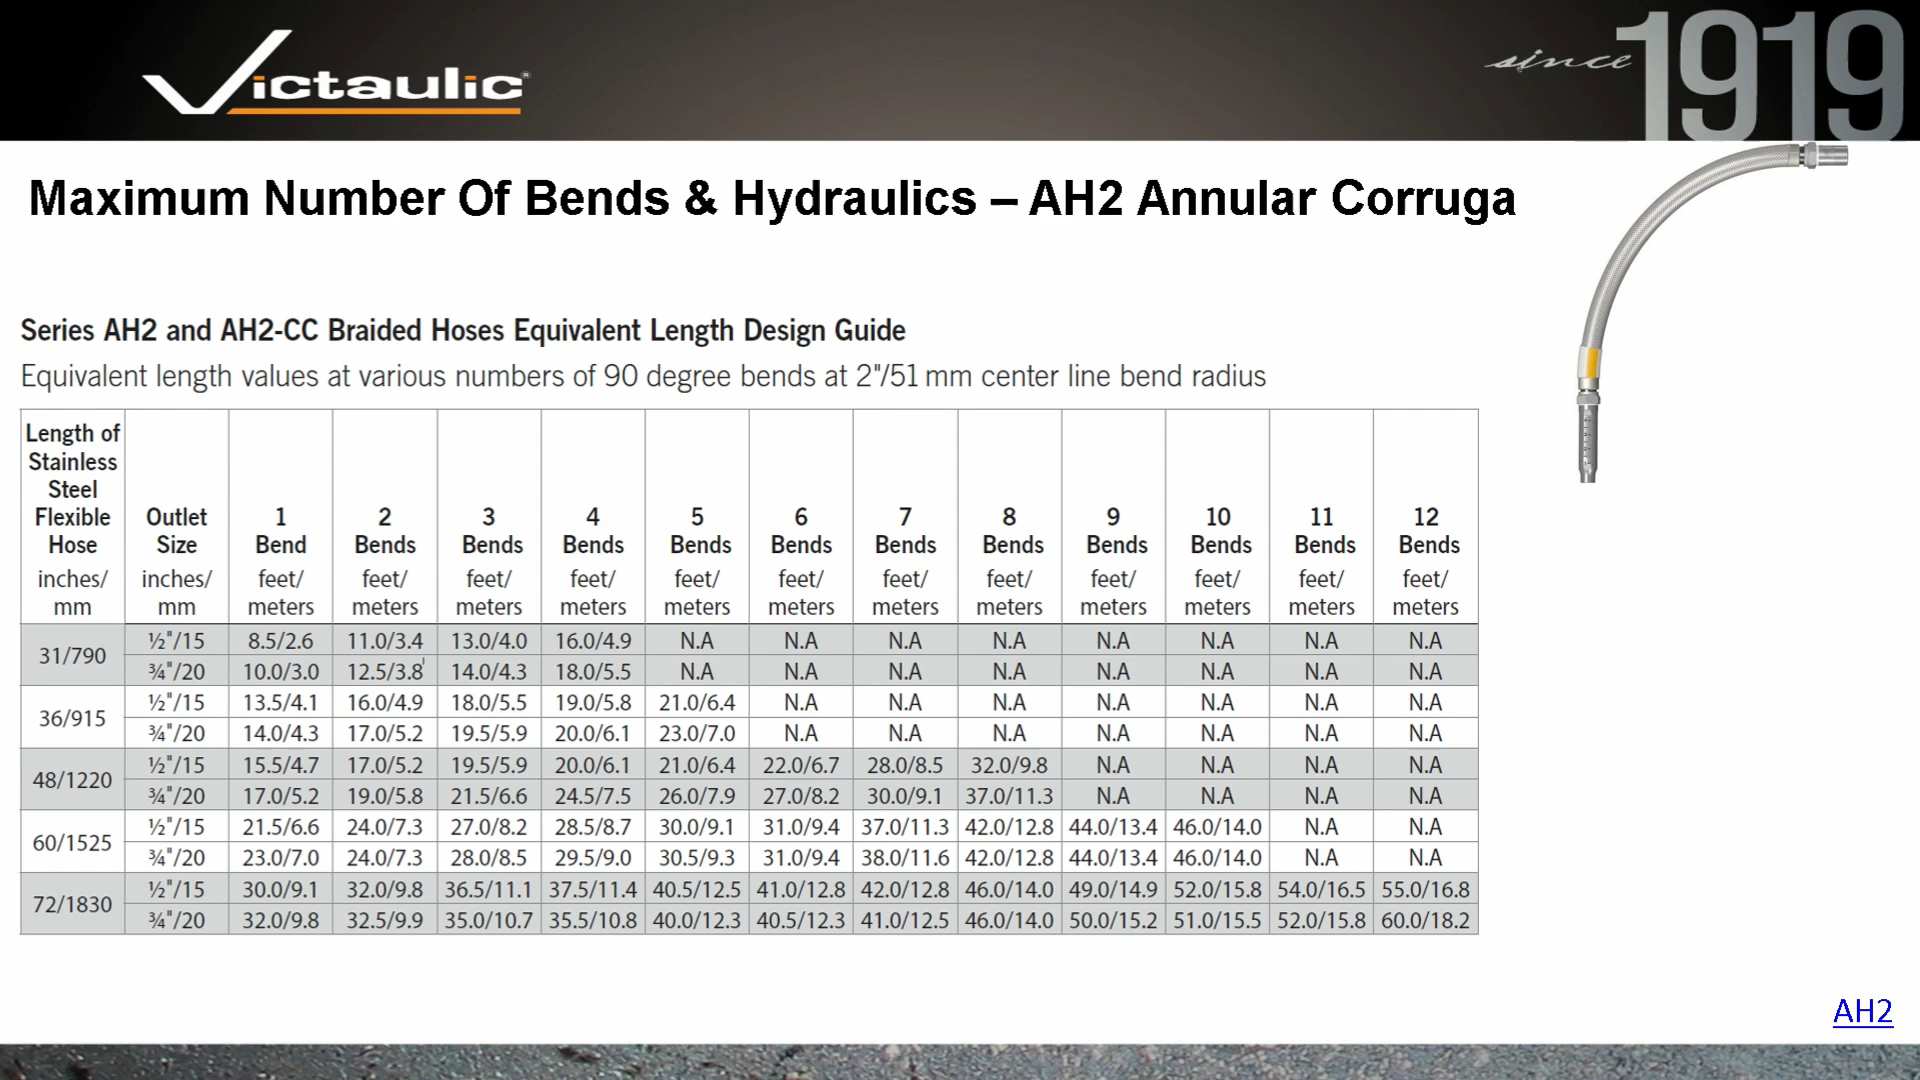 Victaulic®
since 1919
Maximum Number Of Bends & Hydraulics – AH2 Annular Corruga
Series AH2 and AH2-CC Braided Hoses Equivalent Length Design Guide
Equivalent length values at various numbers of 90 degree bends at 2"/51 mm center line bend radius
Length of Stainless Steel Flexible Hose inches/ mm | Outlet Size inches/ mm | 1 Bend feet/ meters | 2 Bends feet/ meters | 3 Bends feet/ meters | 4 Bends feet/ meters | 5 Bends feet/ meters | 6 Bends feet/ meters | 7 Bends feet/ meters | 8 Bends feet/ meters | 9 Bends feet/ meters | 10 Bends feet/ meters | 11 Bends feet/ meters | 12 Bends feet/ meters
31/790 | ½"/15 | 8.5/2.6 | 11.0/3.4 | 13.0/4.0 | 16.0/4.9 | N.A | N.A | N.A | N.A | N.A | N.A | N.A | N.A
¾"/20 | 10.0/3.0 | 12.5/3.8 | 14.0/4.3 | 18.0/5.5 | N.A | N.A | N.A | N.A | N.A | N.A | N.A | N.A
36/915 | ½"/15 | 13.5/4.1 | 16.0/4.9 | 18.0/5.5 | 19.0/5.8 | 21.0/6.4 | N.A | N.A | N.A | N.A | N.A | N.A | N.A
¾"/20 | 14.0/4.3 | 17.0/5.2 | 19.5/5.9 | 20.0/6.1 | 23.0/7.0 | N.A | N.A | N.A | N.A | N.A | N.A | N.A
48/1220 | ½"/15 | 15.5/4.7 | 17.0/5.2 | 19.5/5.9 | 20.0/6.1 | 21.0/6.4 | 22.0/6.7 | 28.0/8.5 | 32.0/9.8 | N.A | N.A | N.A | N.A
¾"/20 | 17.0/5.2 | 19.0/5.8 | 21.5/6.6 | 24.5/7.5 | 26.0/7.9 | 27.0/8.2 | 30.0/9.1 | 37.0/11.3 | N.A | N.A | N.A | N.A
60/1525 | ½"/15 | 21.5/6.6 | 24.0/7.3 | 27.0/8.2 | 28.5/8.7 | 30.0/9.1 | 31.0/9.4 | 37.0/11.3 | 42.0/12.8 | 44.0/13.4 | 46.0/14.0 | N.A | N.A
¾"/20 | 23.0/7.0 | 24.0/7.3 | 28.0/8.5 | 29.5/9.0 | 30.5/9.3 | 31.0/9.4 | 38.0/11.6 | 42.0/12.8 | 44.0/13.4 | 46.0/14.0 | N.A | N.A
72/1830 | ½"/15 | 30.0/9.1 | 32.0/9.8 | 36.5/11.1 | 37.5/11.4 | 40.5/12.5 | 41.0/12.8 | 42.0/12.8 | 46.0/14.0 | 49.0/14.9 | 52.0/15.8 | 54.0/16.5 | 55.0/16.8
¾"/20 | 32.0/9.8 | 32.5/9.9 | 35.0/10.7 | 35.5/10.8 | 40.0/12.3 | 40.5/12.3 | 41.0/12.5 | 46.0/14.0 | 50.0/15.2 | 51.0/15.5 | 52.0/15.8 | 60.0/18.2
AH2